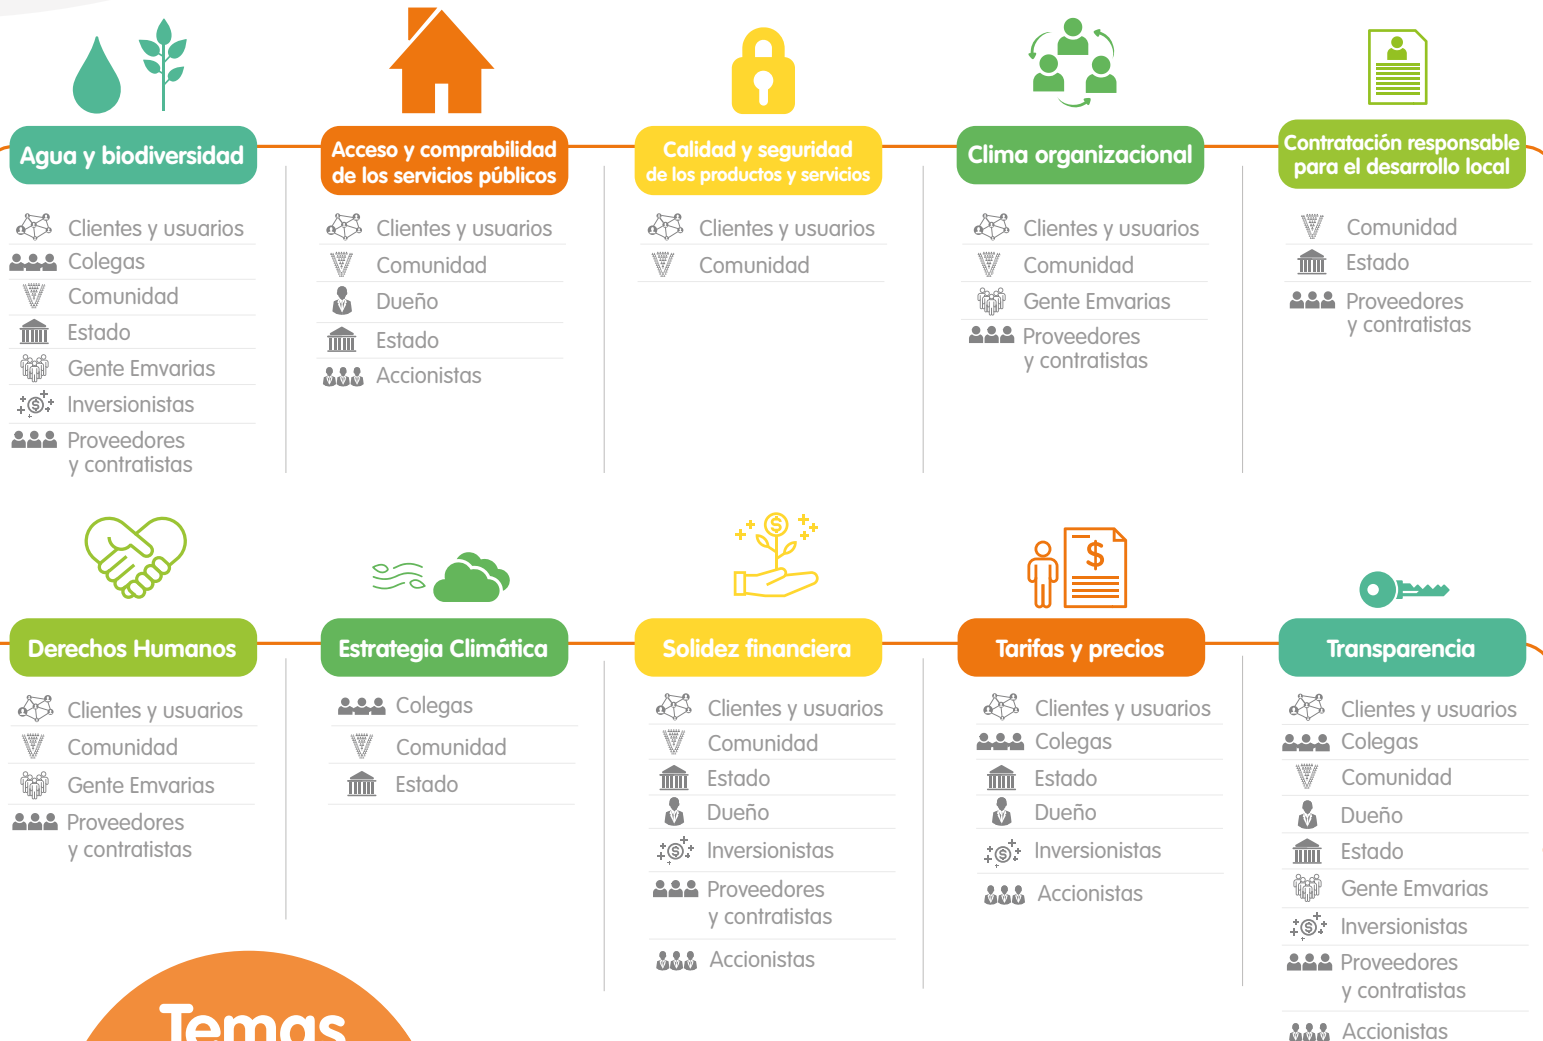 Agua y biodiversidad
Clientes y usuarios
Colegas
Comunidad
Estado
Gente Emvarias
Inversionistas
Proveedores
y contratistas
Acceso y comprabilidad
de los servicios públicos
Clientes y usuarios
Comunidad
Dueño
Estado
Accionistas
Calidad y seguridad
de los productos y servicios
Clientes y usuarios
Comunidad
Clima organizacional
Clientes y usuarios
Comunidad
Gente Emvarias
Proveedores
y contratistas
Contratación responsable
para el desarrollo local
Comunidad
Estado
Proveedores
y contratistas
Derechos Humanos
Clientes y usuarios
Comunidad
Gente Emvarias
Proveedores
y contratistas
Estrategia Climática
Colegas
Comunidad
Estado
Solidez financiera
Clientes y usuarios
Comunidad
Estado
Dueño
Inversionistas
Proveedores
y contratistas
Accionistas
$
Tarifas y precios
Clientes y usuarios
Colegas
Estado
Dueño
Inversionistas
Accionistas
Transparencia
Clientes y usuarios
Colegas
Comunidad
Dueño
Estado
Gente Emvarias
Inversionistas
Proveedores
y contratistas
Accionistas
Temas